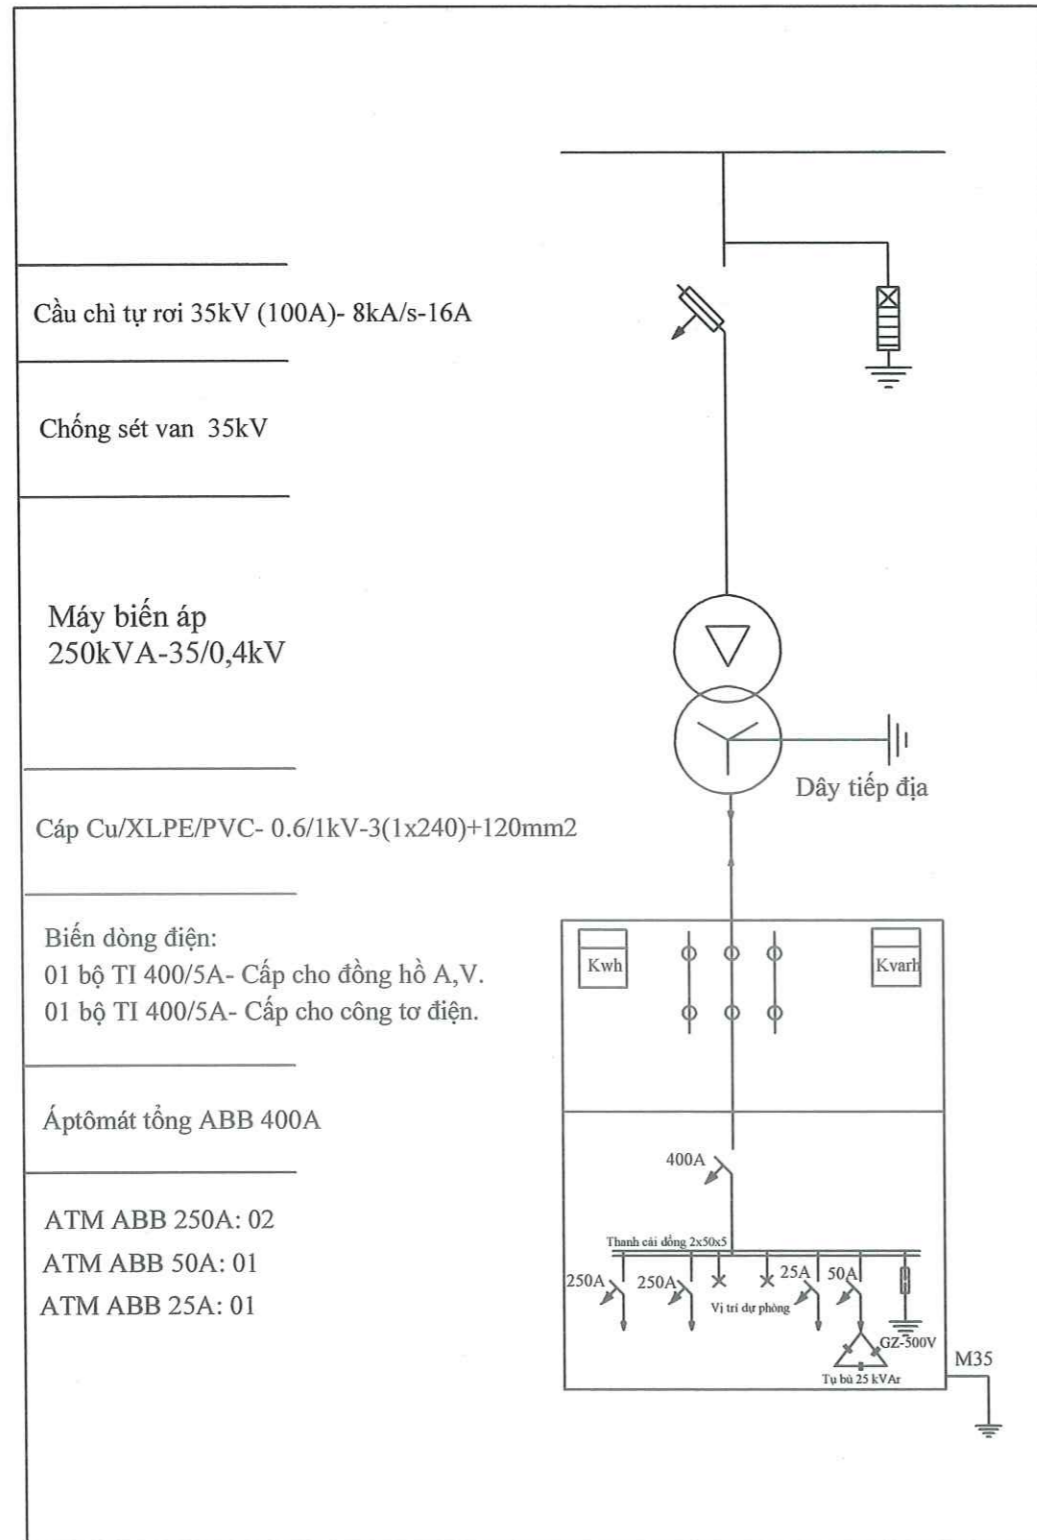 Cầu chì tự rơi 35kV (100A)- 8kA/s-16A
Chống sét van 35kV
Máy biến áp
250kVA-35/0,4kV
Dây tiếp địa
Cáp Cu/XLPE/PVC- 0.6/1kV-3(1x240)+120mm2
Biến dòng điện:
01 bộ TI 400/5A- Cấp cho đồng hồ A,V.
01 bộ TI 400/5A- Cấp cho công tơ điện.
Kwh
Kvarh
Áptômát tổng ABB 400A
400A
ATM ABB 250A: 02
ATM ABB 50A: 01
ATM ABB 25A: 01
Thanh cái đồng 2x50x5
250A
250A
25A
50A
Vị trí dự phòng
GZ-500V
Tụ bù 25 kVAr
M35